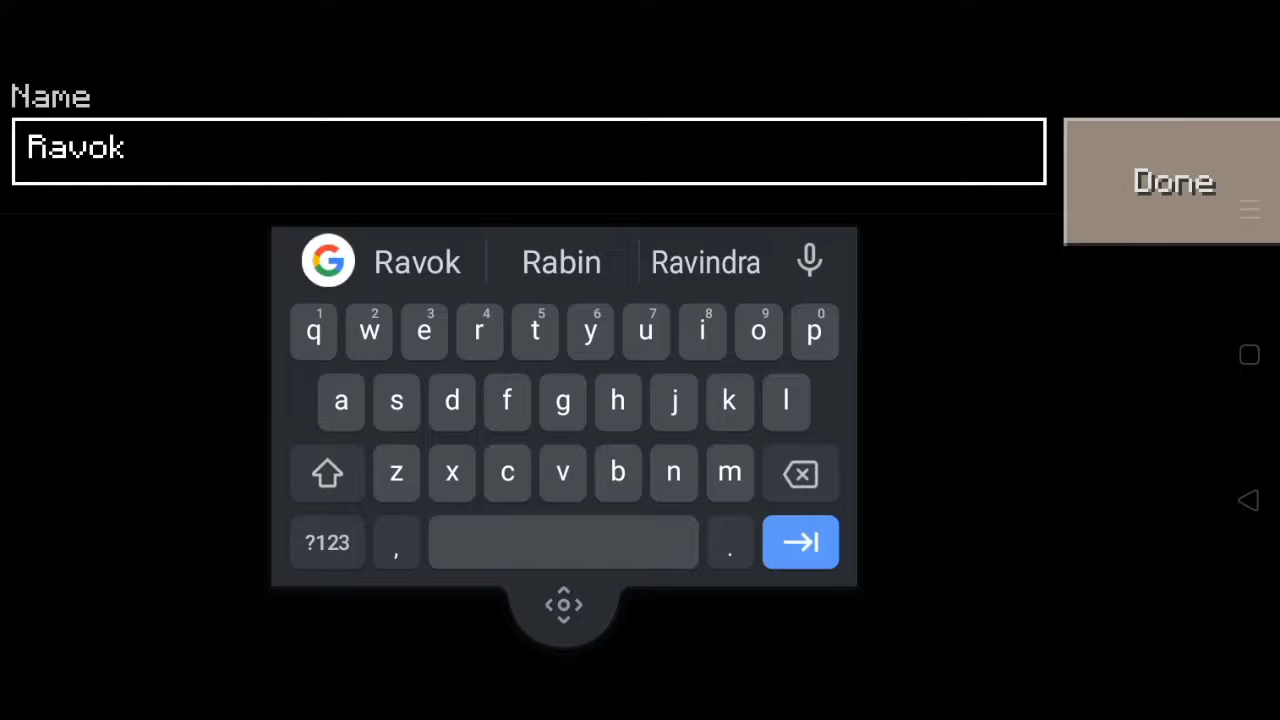 Name
Ravok
Done
Ravok Rabin Ravindra
1 2 3 4 5 6 7 8 9 0
q w e r t y u i o p
a s d f g h j k l
z x c v b n m
?123 , .